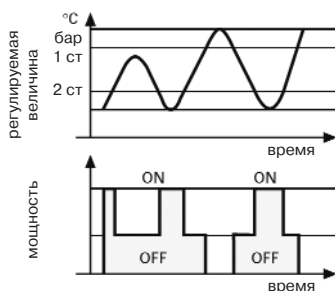 °C
бар
1 ст
2 ст
регулируемая
величина
время
ON
ON
мощность
OFF
OFF
время